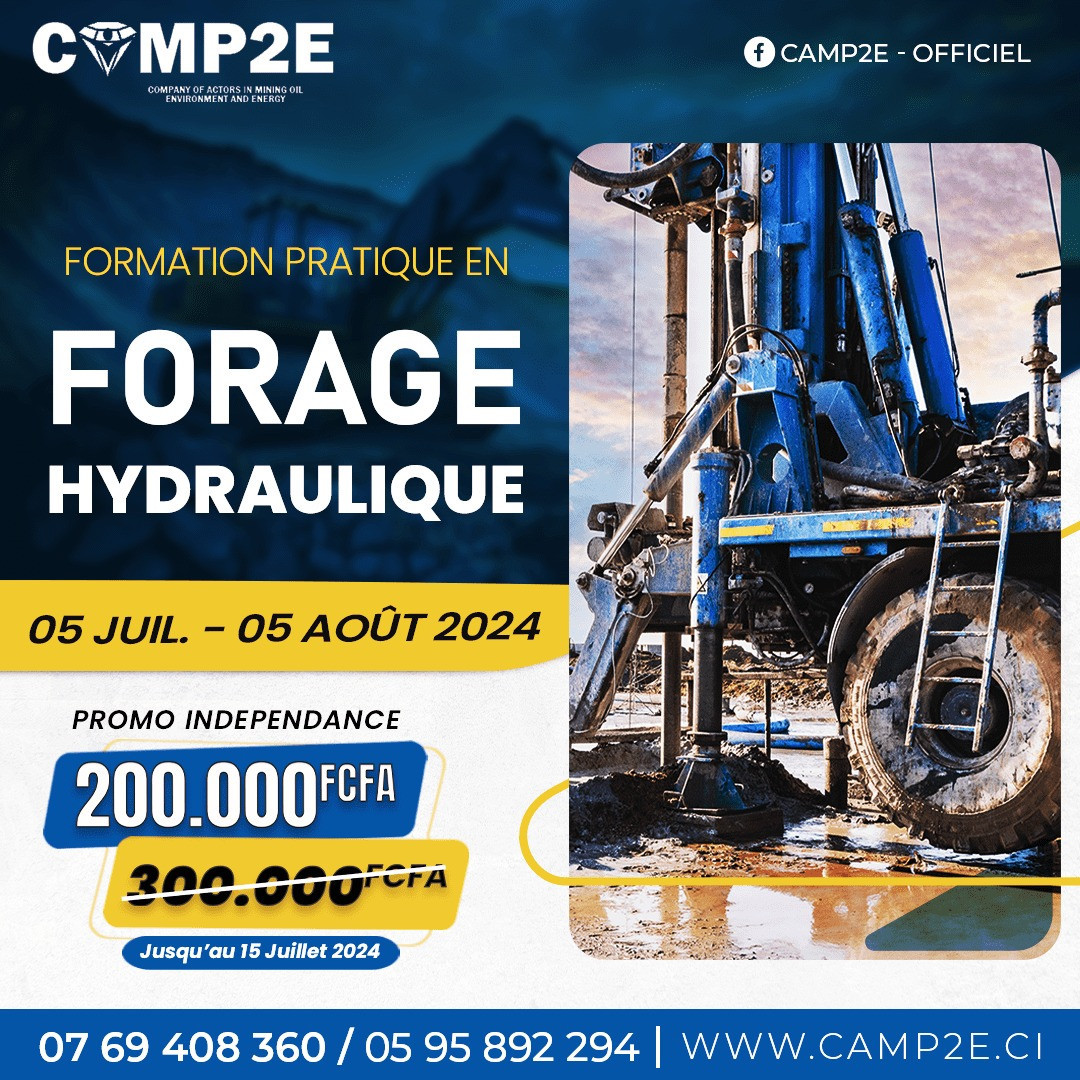 CAMP2E
COMPANY OF ACTORS IN MINING OIL
ENVIRONMENT AND ENERGY
CAMP2E - OFFICIEL
FORMATION PRATIQUE EN
FORAGE
HYDRAULIQUE
05 JUIL. - 05 AOÛT 2024
PROMO INDEPENDANCE
200.000FCFA
300.000FCFA
Jusqu'au 15 Juillet 2024
07 69 408 360 / 05 95 892 294 | WWW.CAMP2E.CI